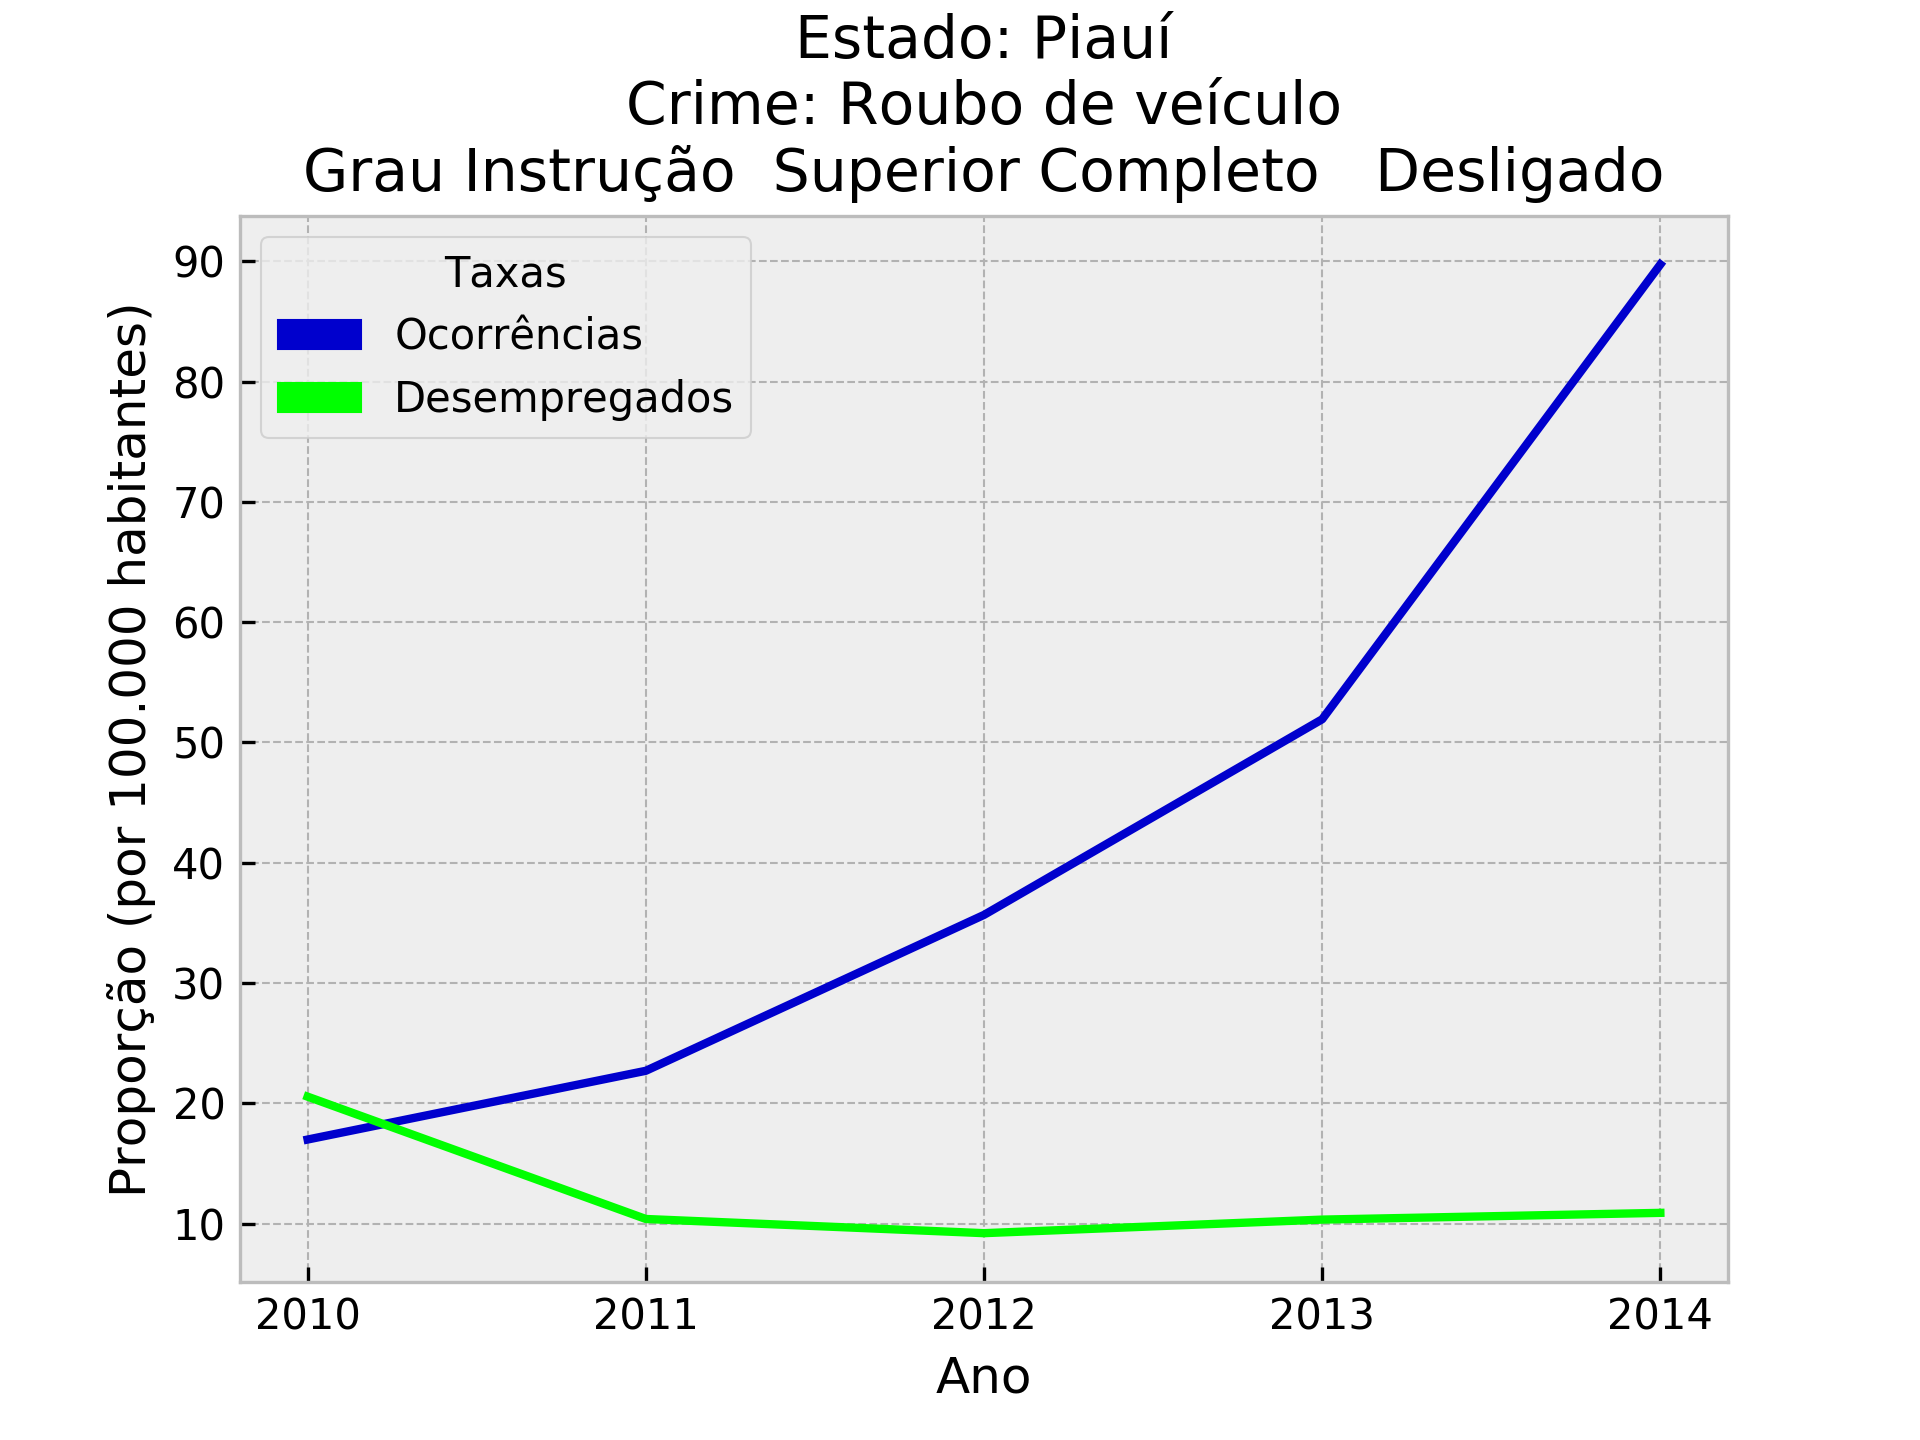 Estado: Piauí
Crime: Roubo de veículo
Grau Instrução  Superior Completo   Desligado
Taxas
Ocorrências
Desempregados
Proporção (por 100.000 habitantes)
90
80
70
60
50
40
30
20
10
2010 2011 2012 2013 2014
Ano